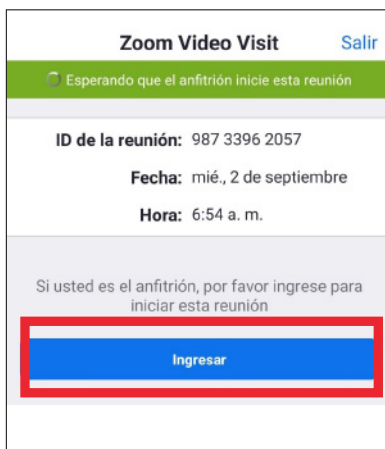 Zoom Video Visit Salir
Esperando que el anfitrión inicie esta reunión
ID de la reunión: 987 3396 2057
Fecha: mié., 2 de septiembre
Hora: 6:54 a. m.
Si usted es el anfitrión, por favor ingrese para
iniciar esta reunión
Ingresar